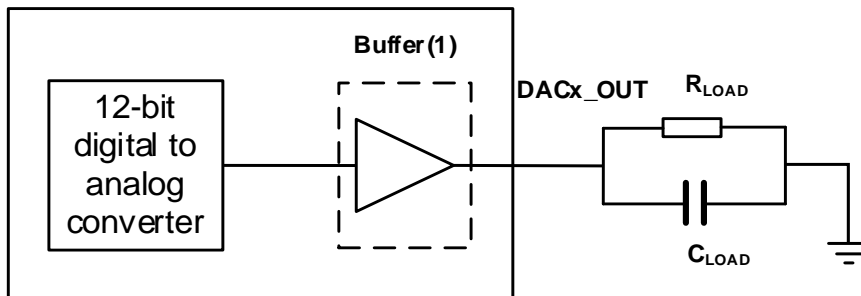 Buffer(1)
12-bit
digital to
analog
converter
DACx_OUT
RLOAD
CLOAD